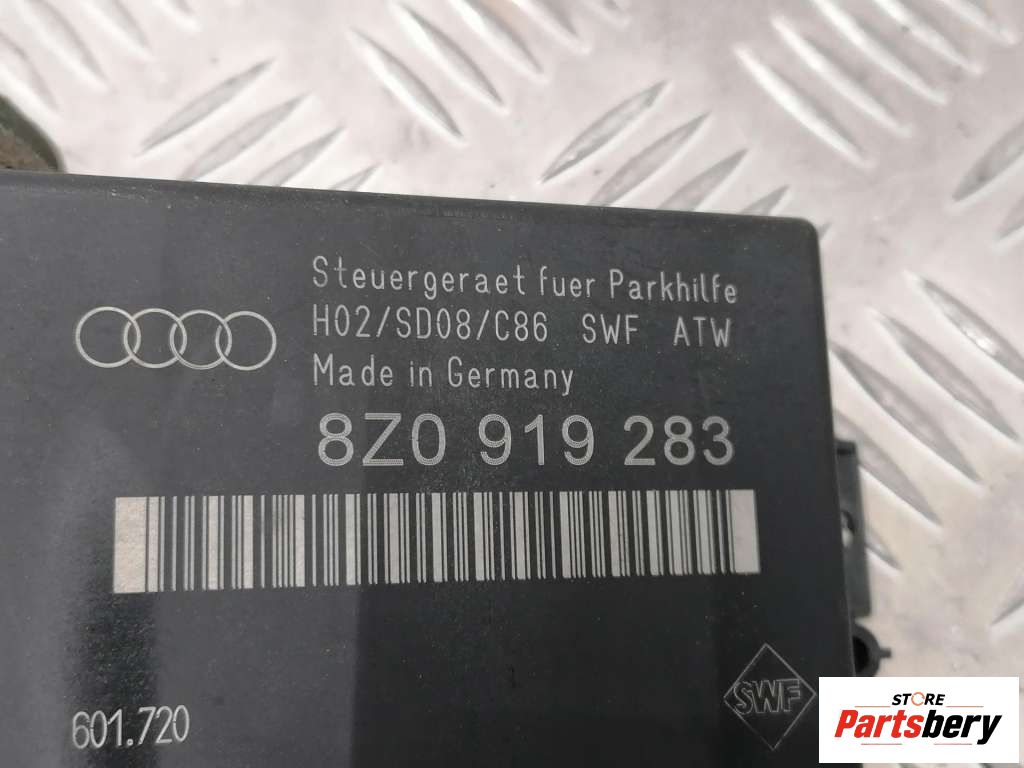 Steuergeraet fuer Parkhilfe
H02/SD08/C86 SWF ATW
Made in Germany
8Z0 919 283
601.720
SWF
STORE
Partsbery